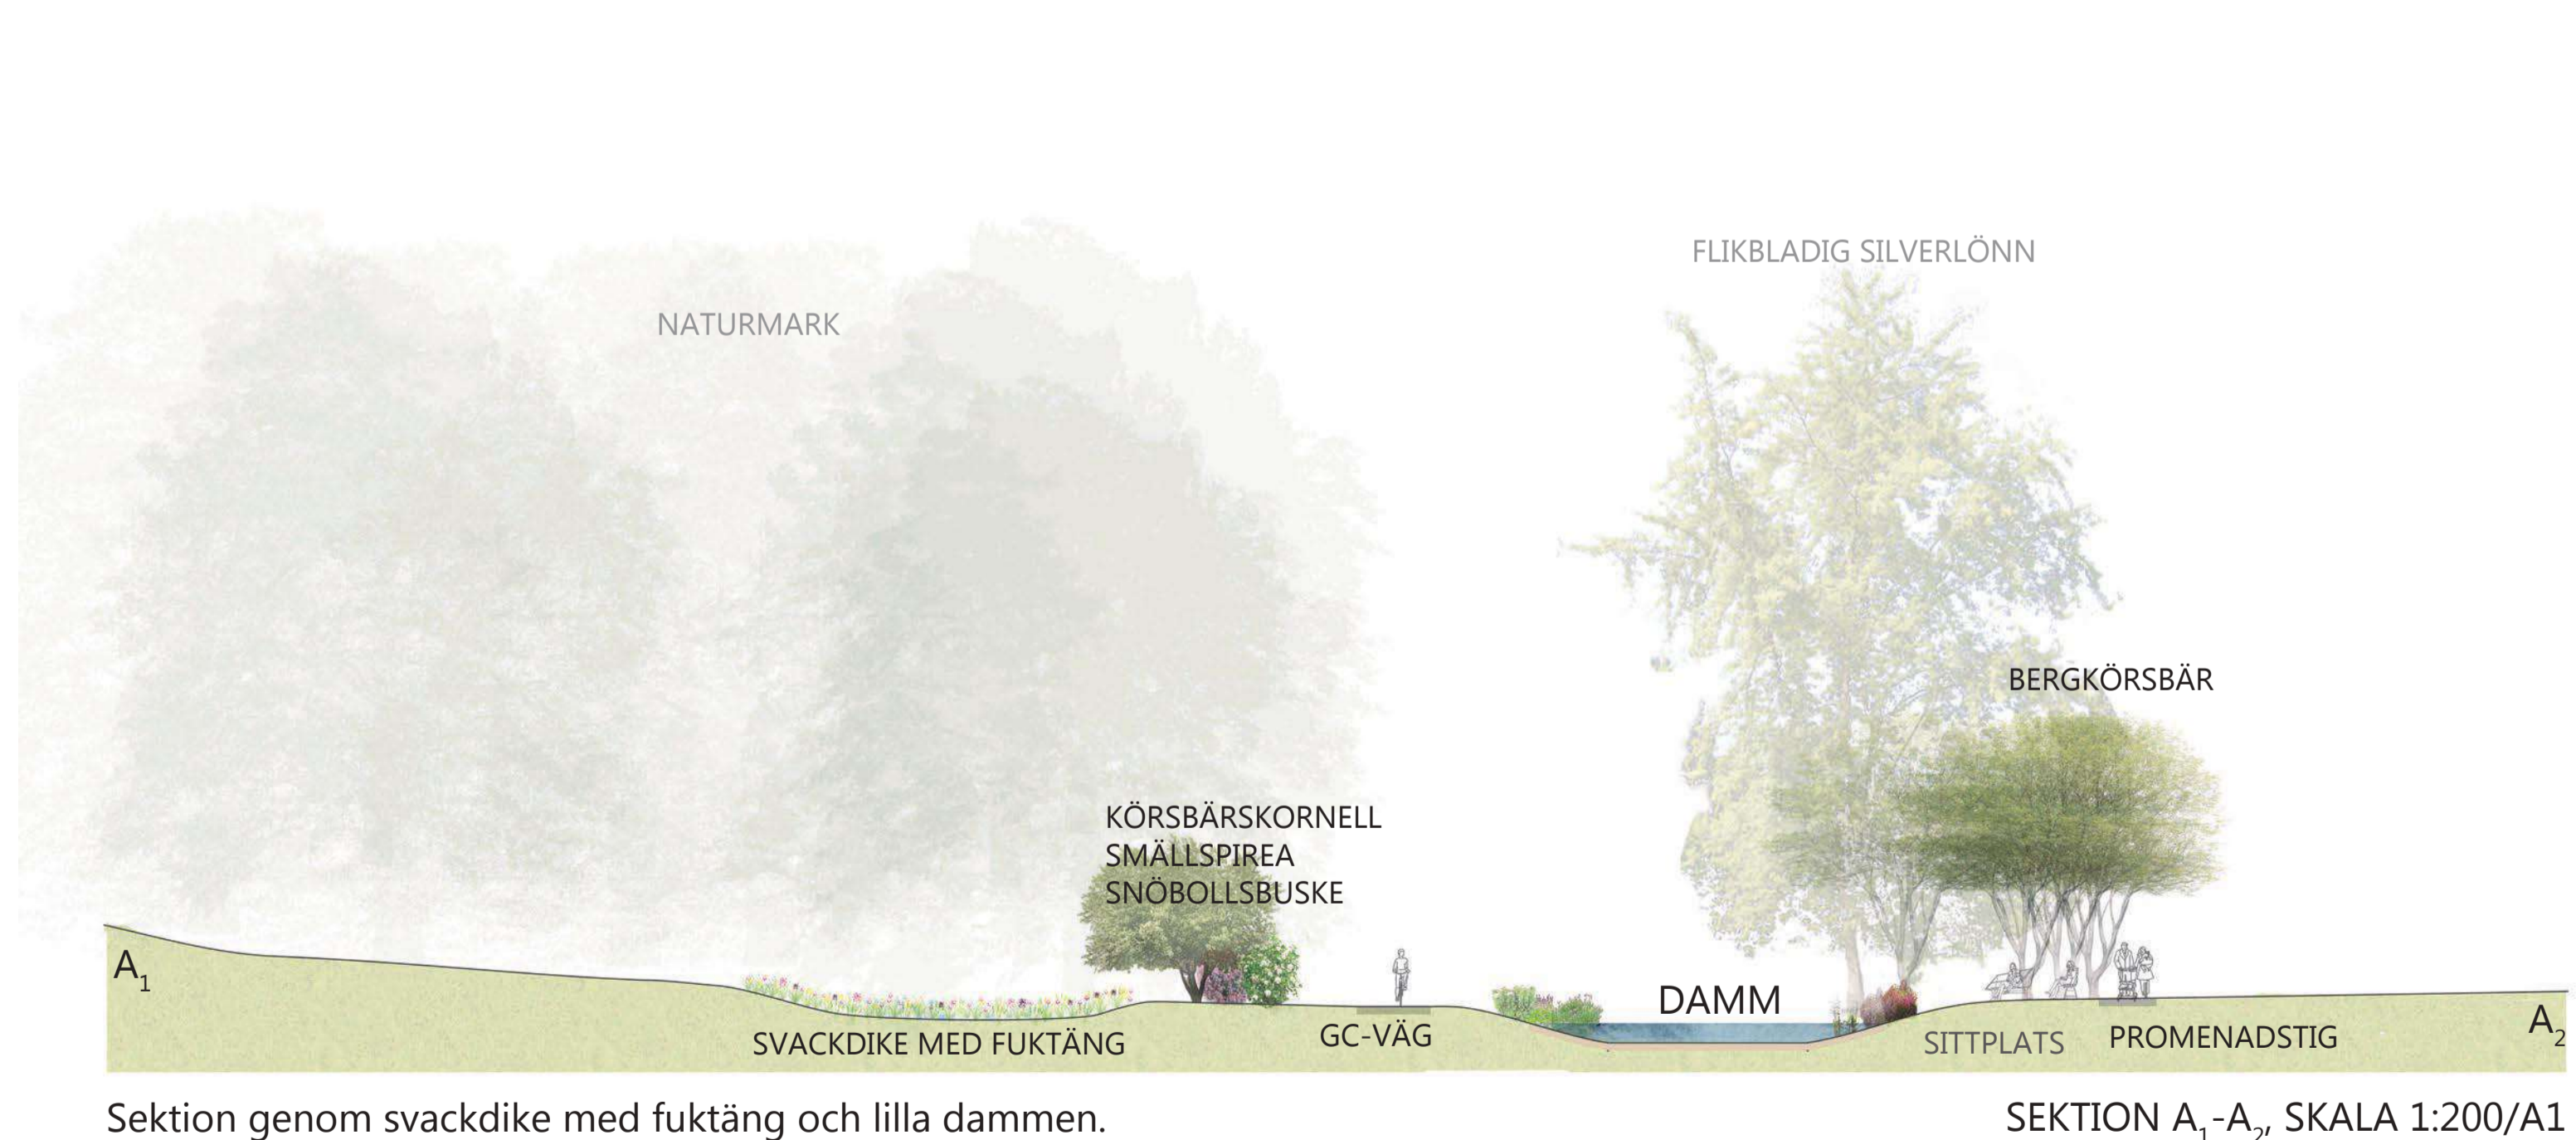 FLIKBLADIG SILVERLÖNN
NATURMARK
BERGKÖRSBÄR
KÖRSBÄRSKORNELL
SMÄLLSPIREA
SNÖBOLLSBUSKE
A₁
SVACKDIKE MED FUKTÄNG
GC-VÄG
DAMM
SITTPLATS
PROMENADSTIG
A₂
Sektion genom svackdike med fuktäng och lilla dammen.
SEKTION A₁-A₂, SKALA 1:200/A1